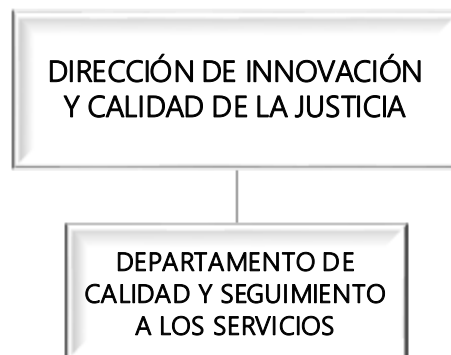 DIRECCIÓN DE INNOVACIÓN
Y CALIDAD DE LA JUSTICIA
DEPARTAMENTO DE
CALIDAD Y SEGUIMIENTO
A LOS SERVICIOS